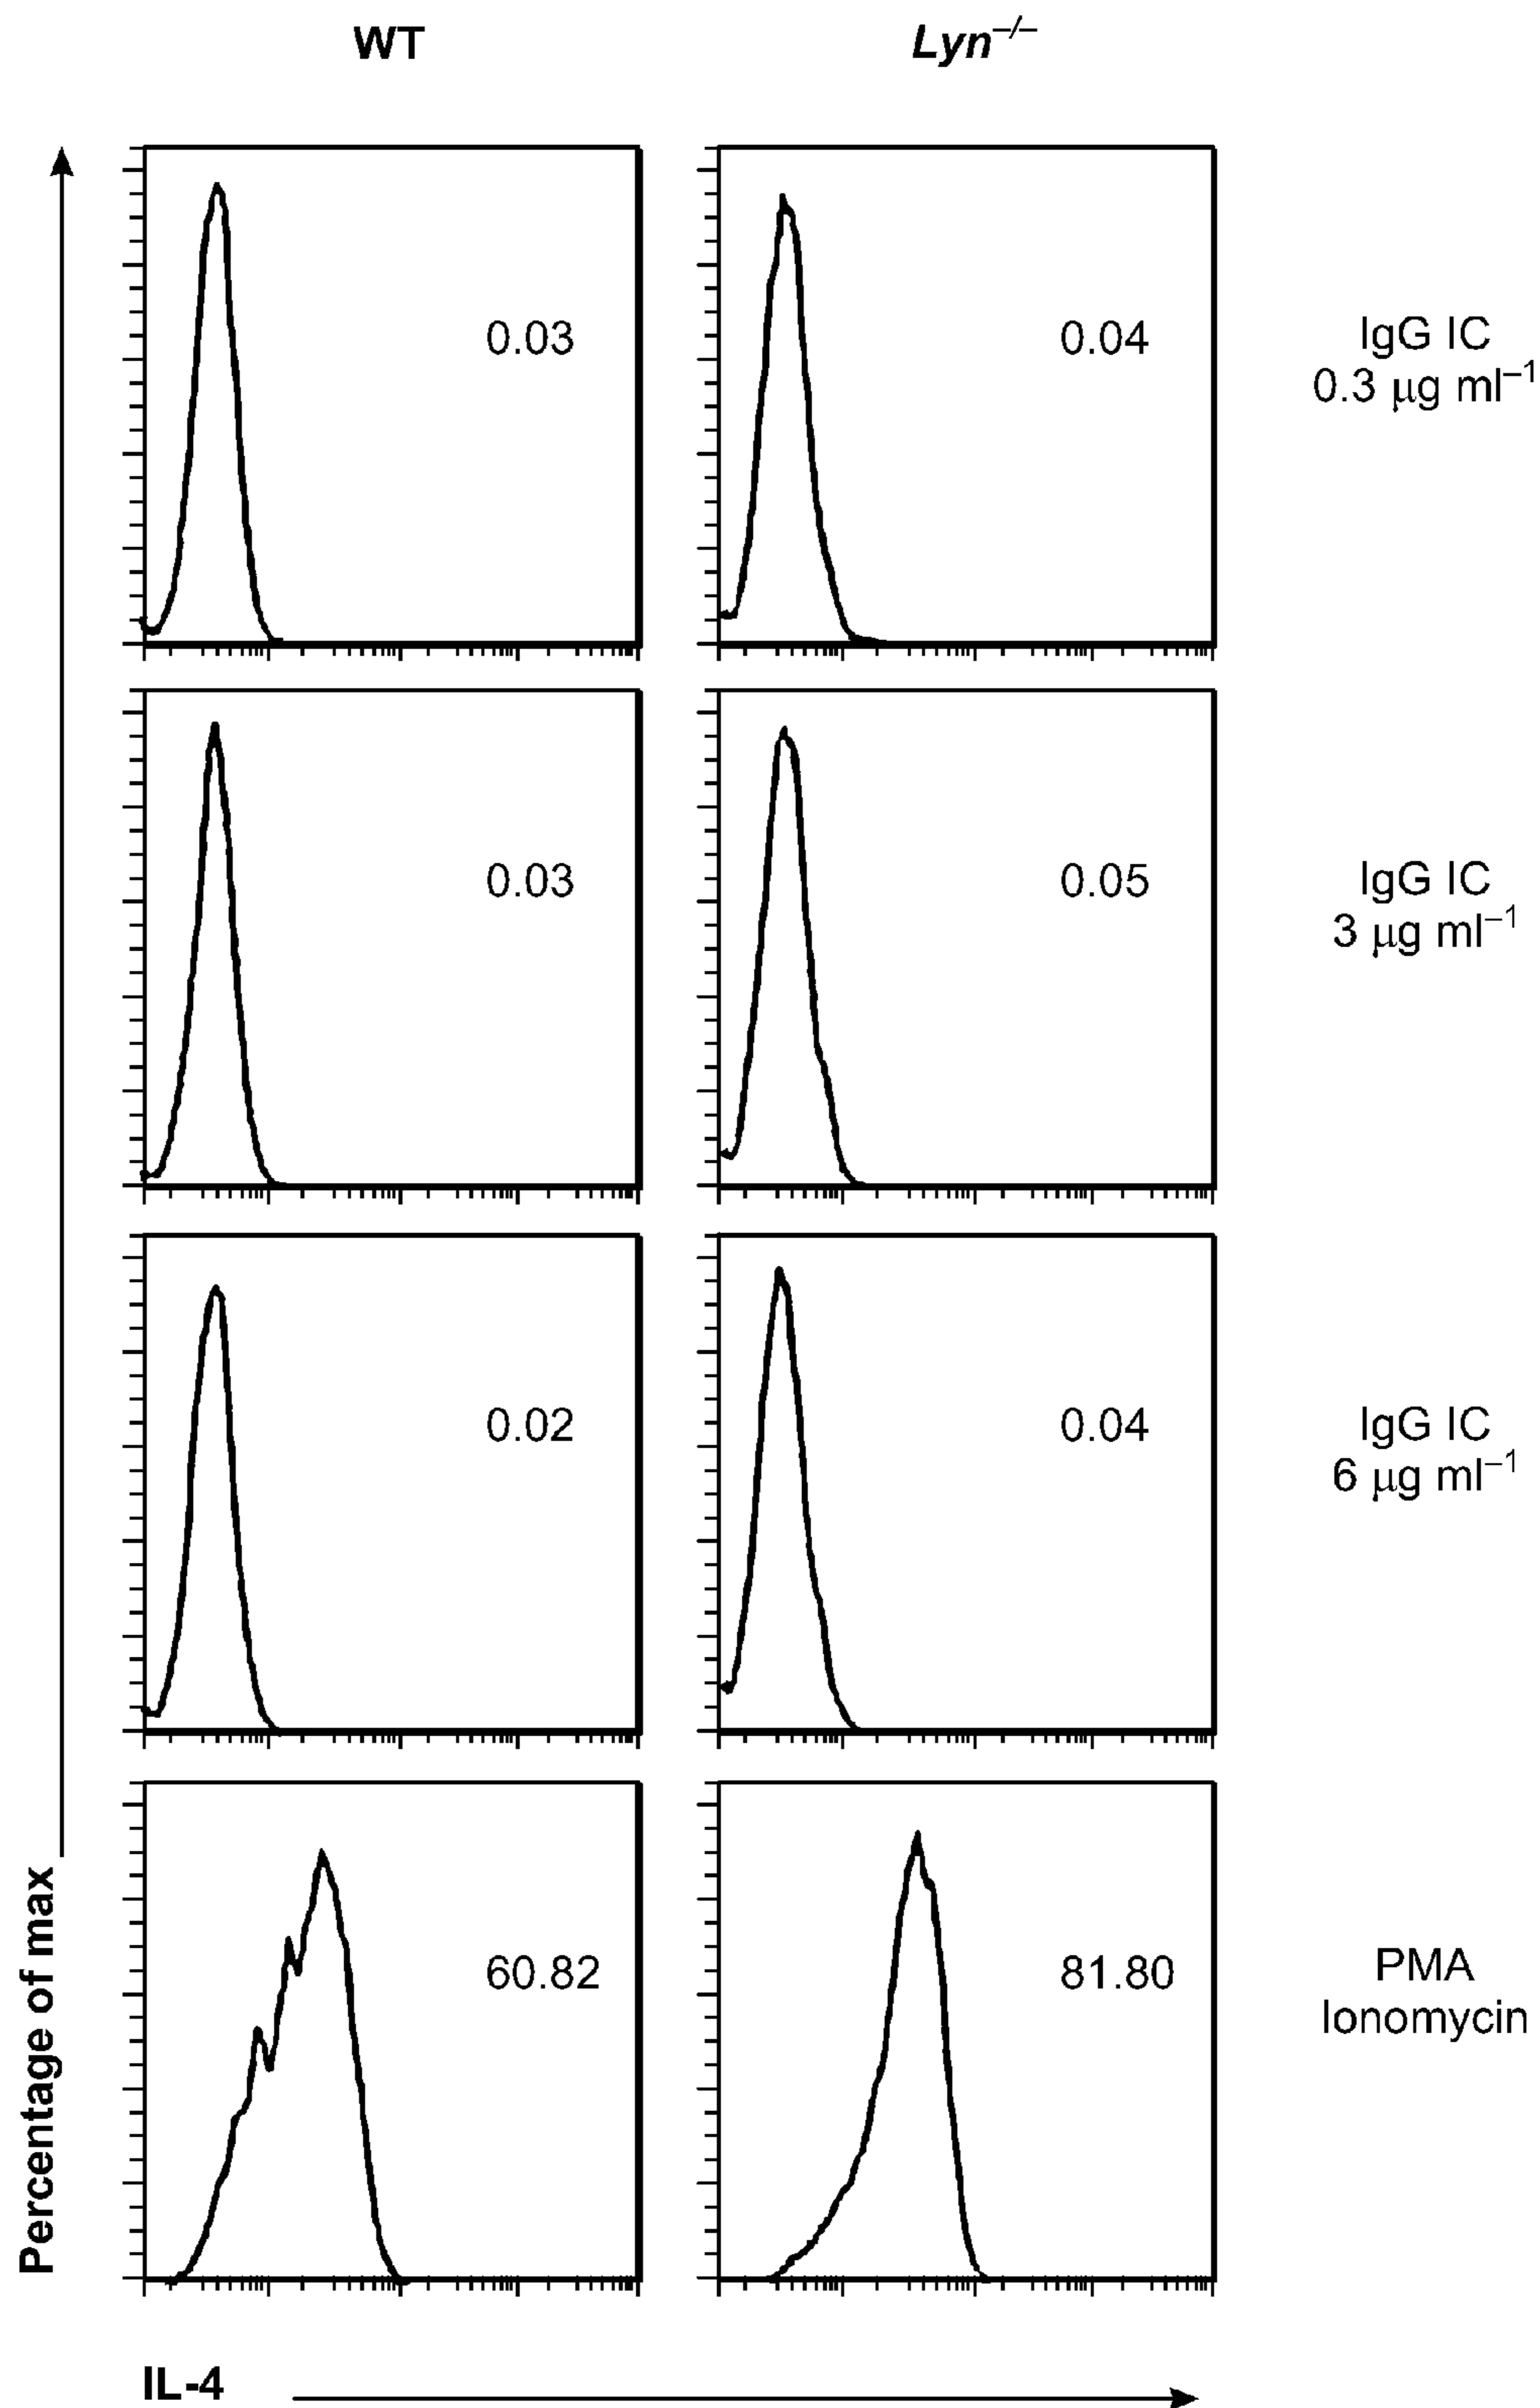 WT
Lyn−/−
0.03
0.04
IgG IC
0.3 μg ml−1
0.03
0.05
IgG IC
3 μg ml−1
0.02
0.04
IgG IC
6 μg ml−1
60.82
81.80
PMA
Ionomycin
Percentage of max
IL-4